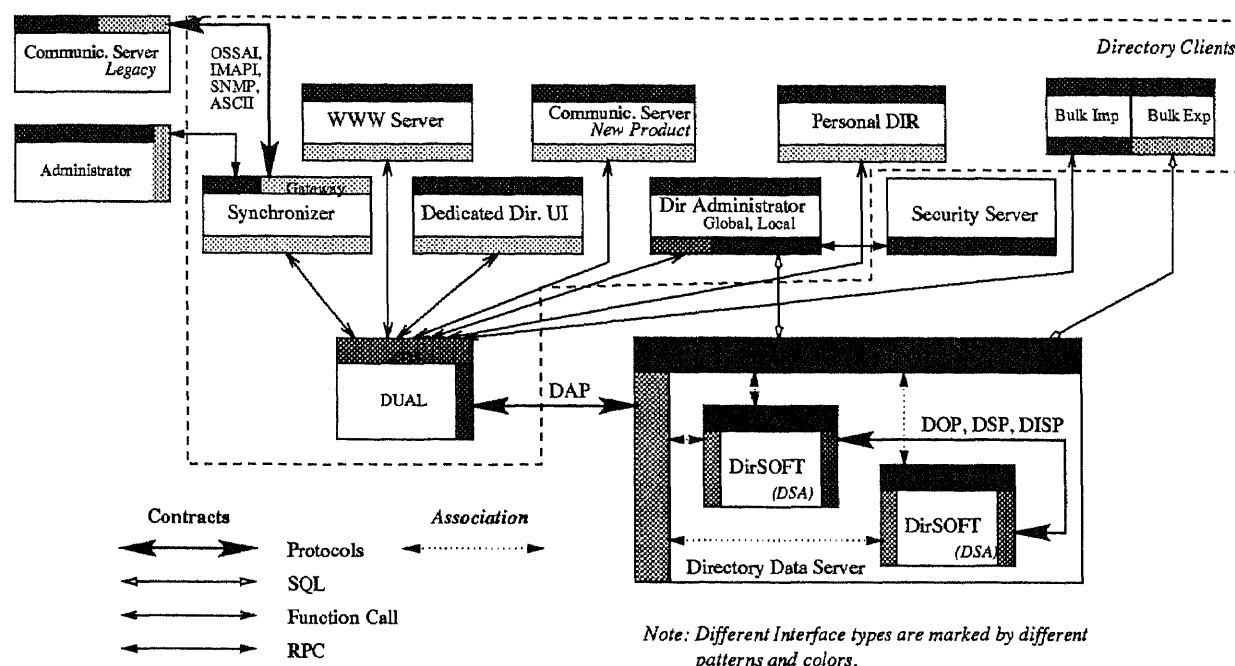 Directory Clients
Communic. Server
Legacy
OSSAI,
IMAPI,
SNMP,
ASCII
WWW Server
Communic. Server
New Product
Personal DIR
Bulk Imp
Bulk Exp
Administrator
Gateway
Synchronizer
Dedicated Dir. UI
Dir Administrator
Global, Local
Security Server
DUAL
DAP
DOP, DSP, DISP
DirSOFT
(DSA)
DirSOFT
(DSA)
Directory Data Server
Contracts
Association
Protocols
SQL
Function Call
RPC
Note: Different Interface types are marked by different
patterns and colors.